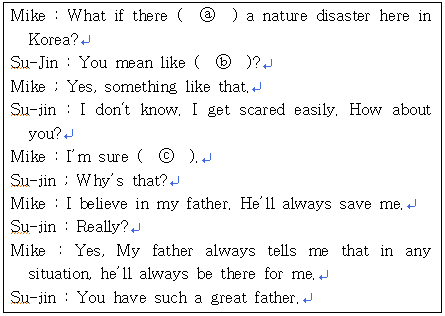 Mike : What if there ( ⓐ ) a nature disaster here in
Korea?↵
Su-Jin : You mean like ( ⓑ )?↵
Mike ; Yes, something like that.↵
Su-jin : I don't know. I get scared easily. How about
you?↵
Mike : I'm sure ( ⓒ ).↵
Su-jin ; Why's that?↵
Mike : I believe in my father. He'll always save me.↵
Su-jin : Really?↵
Mike : Yes, My father always tells me that in any
situation, he'll always be there for me.↵
Su-jin : You have such a great father.↵